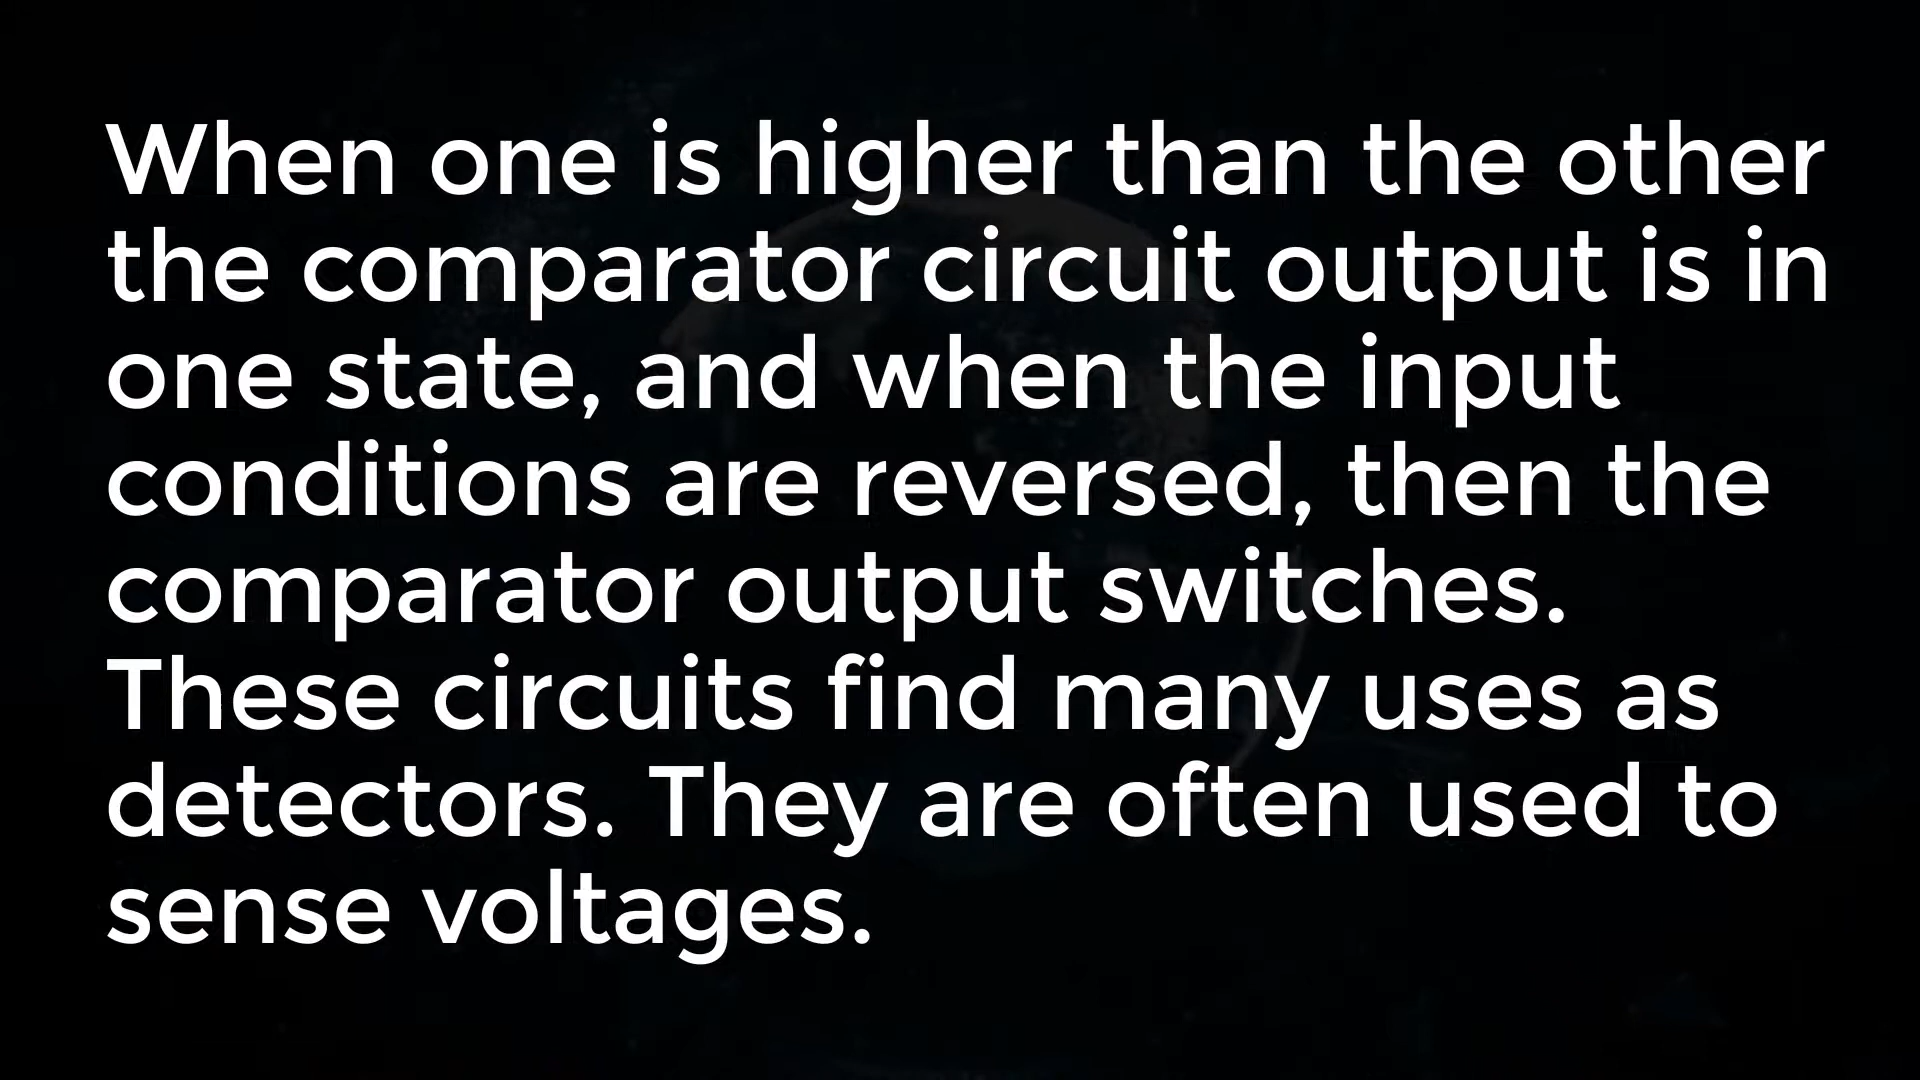 When one is higher than the other
the comparator circuit output is in
one state, and when the input
conditions are reversed, then the
comparator output switches.
These circuits find many uses as
detectors. They are often used to
sense voltages.